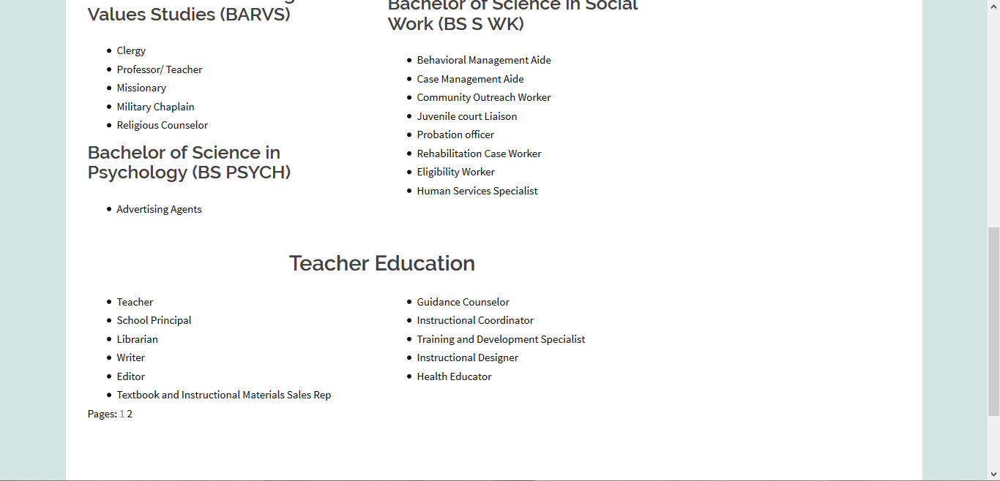 Values Studies (BARVS)
Clergy
Professor/ Teacher
Missionary
Military Chaplain
Religious Counselor
Bachelor of Science in
Psychology (BS PSYCH)
Advertising Agents
Bachelor of Science in Social
Work (BS S WK)
Behavioral Management Aide
Case Management Aide
Community Outreach Worker
Juvenile court Liaison
Probation officer
Rehabilitation Case Worker
Eligibility Worker
Human Services Specialist
Teacher Education
Teacher
School Principal
Librarian
Writer
Editor
Textbook and Instructional Materials Sales Rep
Guidance Counselor
Instructional Coordinator
Training and Development Specialist
Instructional Designer
Health Educator
Pages: 1 2